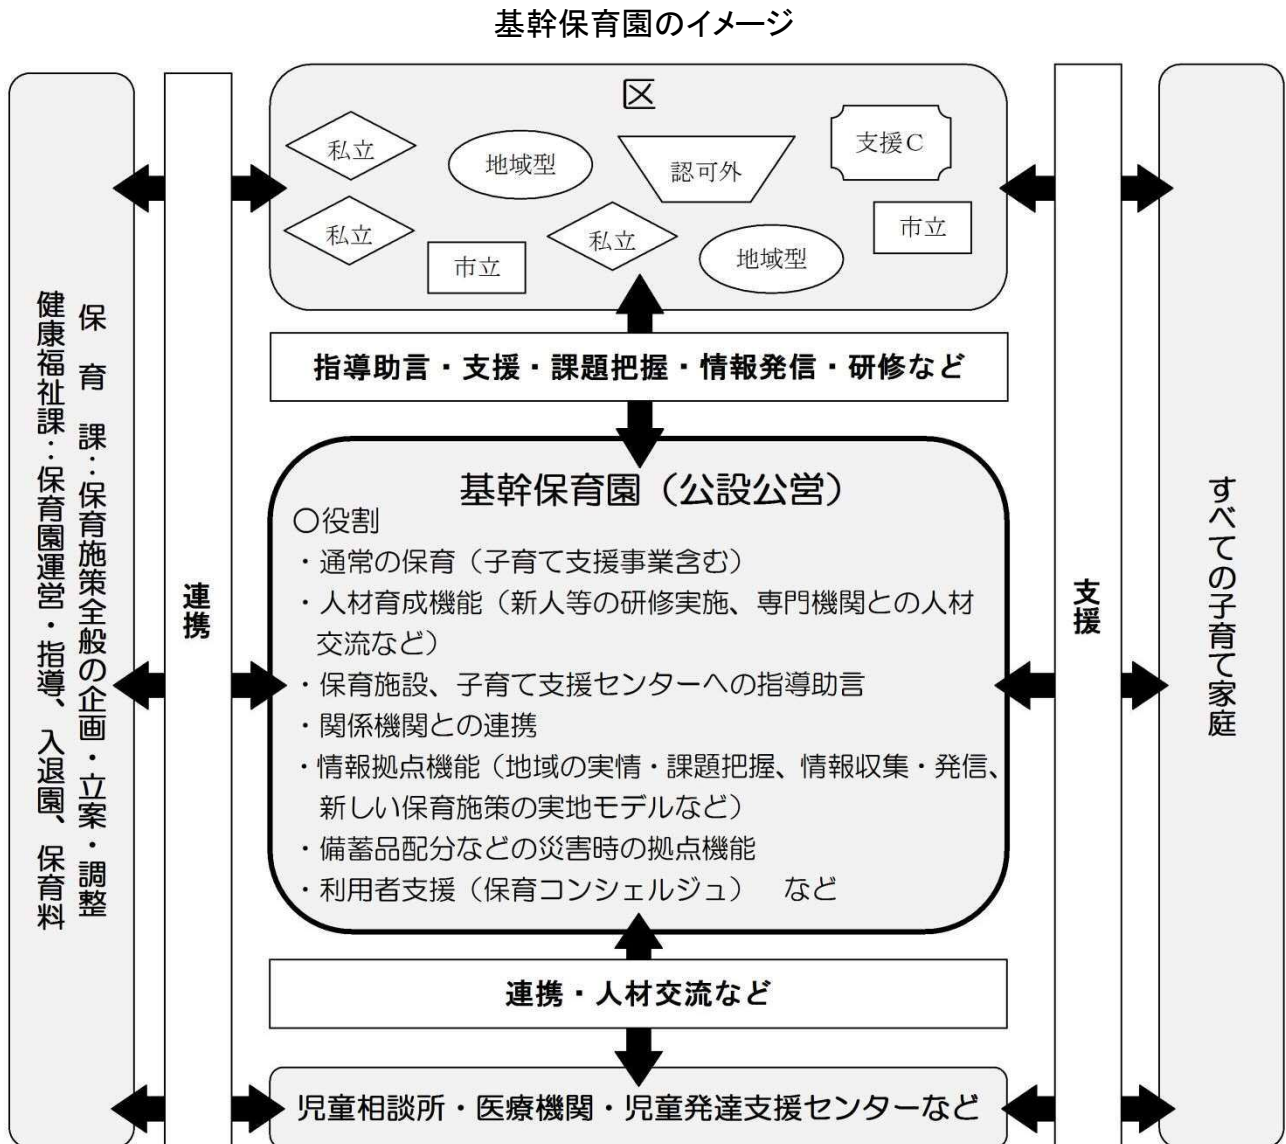 基幹保育園のイメージ
区
私立
地域型
認可外
支援C
私立
市立
私立
地域型
市立
指導助言・支援・課題把握・情報発信・研修など
基幹保育園（公設公営）
〇役割
・通常の保育（子育て支援事業含む）
・人材育成機能（新人等の研修実施、専門機関との人材
交流など）
・保育施設、子育て支援センターへの指導助言
・関係機関との連携
・情報拠点機能（地域の実情・課題把握、情報収集・発信、
新しい保育施策の実地モデルなど）
・備蓄品配分などの災害時の拠点機能
・利用者支援（保育コンシェルジュ）　など
連携・人材交流など
児童相談所・医療機関・児童発達支援センターなど
保　育　課：保育施策全般の企画・立案・調整
健康福祉課：保育園運営・指導、入退園、保育料
連携
支援
すべての子育て家庭